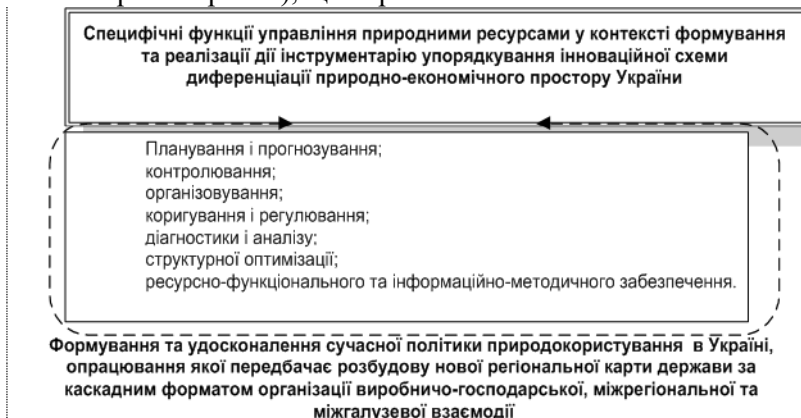 Специфічні функції управління природними ресурсами у контексті формування
та реалізації дії інструментарію упорядкування інноваційної схеми
диференціації природно-економічного простору України
Планування і прогнозування;
контролювання;
організовування;
коригування і регулювання;
діагностики і аналізу;
структурної оптимізації;
ресурсно-функціонального та інформаційно-методичного забезпечення.
Формування та удосконалення сучасної політики природокористування в Україні,
опрацювання якої передбачає розбудову нової регіональної карти держави за
каскадним форматом організації виробничо-господарської, міжрегіональної та
міжгалузевої взаємодії